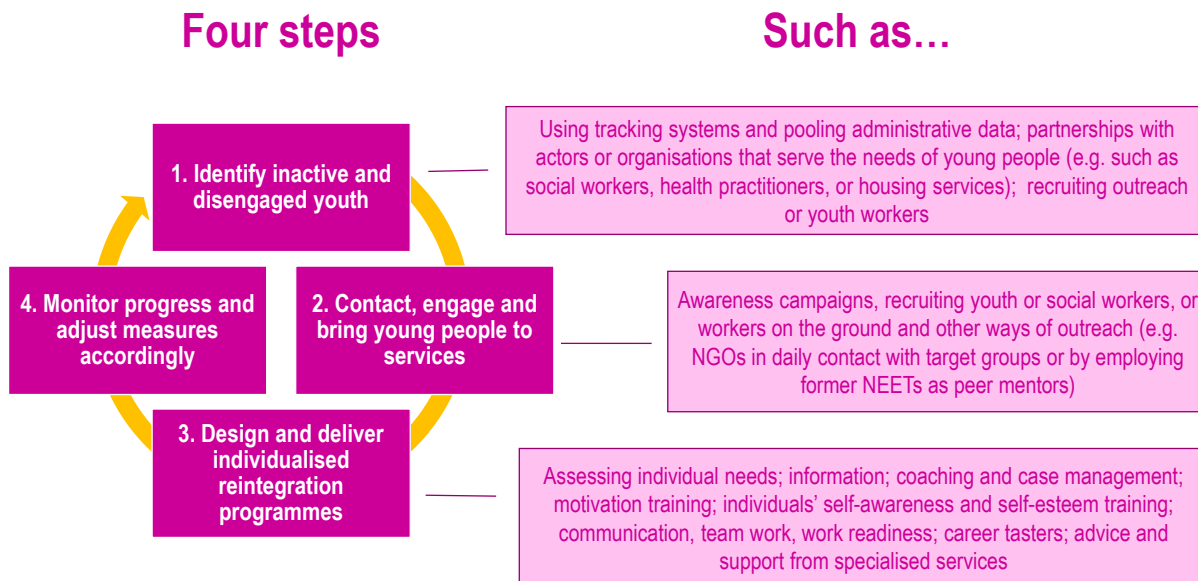 Four steps
Such as…
1. Identify inactive and
disengaged youth
Using tracking systems and pooling administrative data; partnerships with
actors or organisations that serve the needs of young people (e.g. such as
social workers, health practitioners, or housing services);  recruiting outreach
or youth workers
4. Monitor progress and
adjust measures
accordingly
2. Contact, engage and
bring young people to
services
Awareness campaigns, recruiting youth or social workers, or
workers on the ground and other ways of outreach (e.g.
NGOs in daily contact with target groups or by employing
former NEETs as peer mentors)
3. Design and deliver
individualised
reintegration
programmes
Assessing individual needs; information; coaching and case management;
motivation training; individuals’ self-awareness and self-esteem training;
communication, team work, work readiness; career tasters; advice and
support from specialised services